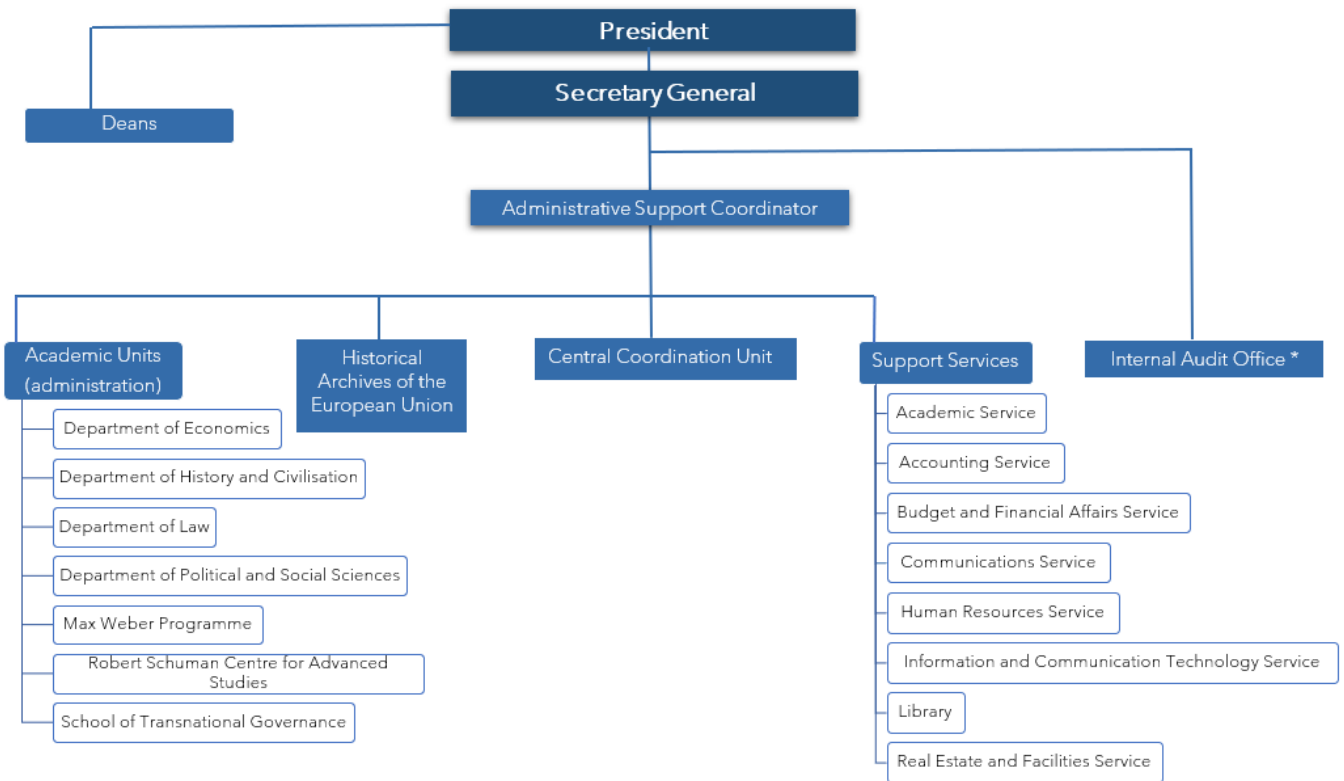 President
Secretary General
Deans
Administrative Support Coordinator
Academic Units
(administration)
Historical
Archives of the
European Union
Central Coordination Unit
Support Services
Internal Audit Office *
Department of Economics
Department of History and Civilisation
Department of Law
Department of Political and Social Sciences
Max Weber Programme
Robert Schuman Centre for Advanced
Studies
School of Transnational Governance
Academic Service
Accounting Service
Budget and Financial Affairs Service
Communications Service
Human Resources Service
Information and Communication Technology Service
Library
Real Estate and Facilities Service